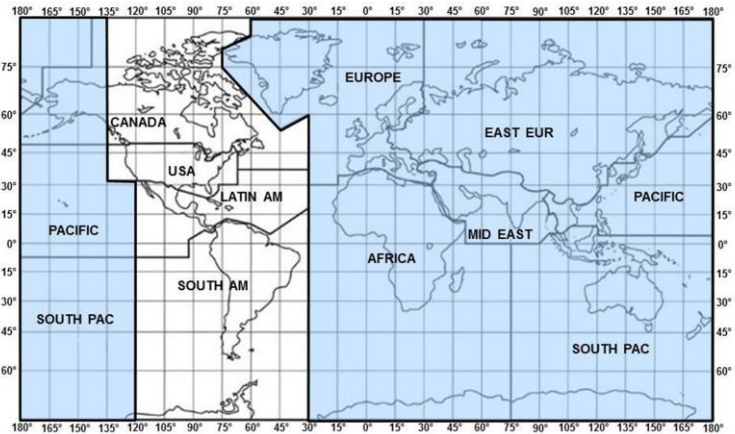 180° 165° 150° 135° 120° 105° 90° 75° 60° 45° 30° 15° 0° 15° 30° 45° 60° 75° 90° 105° 120° 135° 150° 165° 180°
75° EUROPE 75°
60° CANADA EAST EUR 60°
45° USA 45°
30° LATIN AM PACIFIC 30°
15° PACIFIC MID EAST 15°
0° AFRICA 0°
15° SOUTH AM 15°
30° SOUTH PAC 30°
45° SOUTH PAC 45°
60° 60°
180° 165° 150° 135° 120° 105° 90° 75° 60° 45° 30 15° 0° 15° 30° 45° 60° 75° 90° 105° 120° 135° 150° 165° 180°